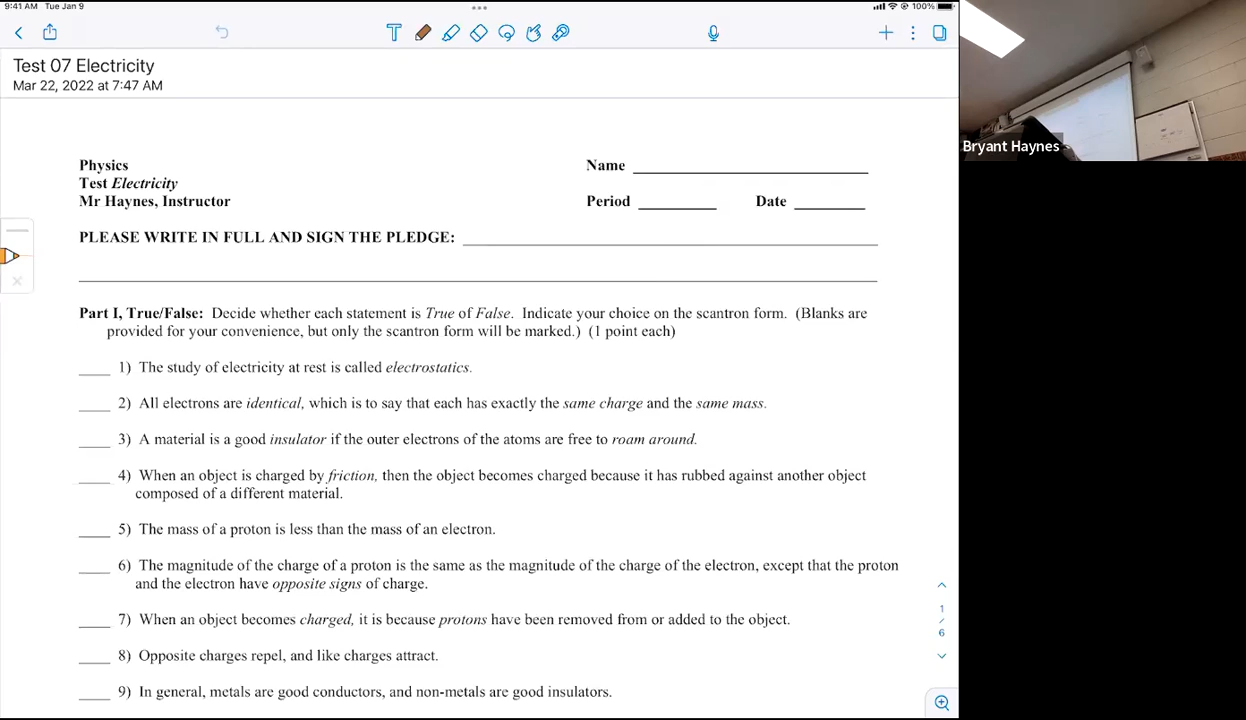 9:41 AM Tue Jan 9
100%
Test 07 Electricity
Mar 22, 2022 at 7:47 AM
Bryant Haynes
Physics
Name
Test Electricity
Mr Haynes, Instructor
Period Date
PLEASE WRITE IN FULL AND SIGN THE PLEDGE:
Part I, True/False: Decide whether each statement is True of False. Indicate your choice on the scantron form. (Blanks are
provided for your convenience, but only the scantron form will be marked.) (1 point each)
1) The study of electricity at rest is called electrostatics.
2) All electrons are identical, which is to say that each has exactly the same charge and the same mass.
3) A material is a good insulator if the outer electrons of the atoms are free to roam around.
4) When an object is charged by friction, then the object becomes charged because it has rubbed against another object
composed of a different material.
5) The mass of a proton is less than the mass of an electron.
6) The magnitude of the charge of a proton is the same as the magnitude of the charge of the electron, except that the proton
and the electron have opposite signs of charge.
7) When an object becomes charged, it is because protons have been removed from or added to the object.
8) Opposite charges repel, and like charges attract.
9) In general, metals are good conductors, and non-metals are good insulators.
1
/
6